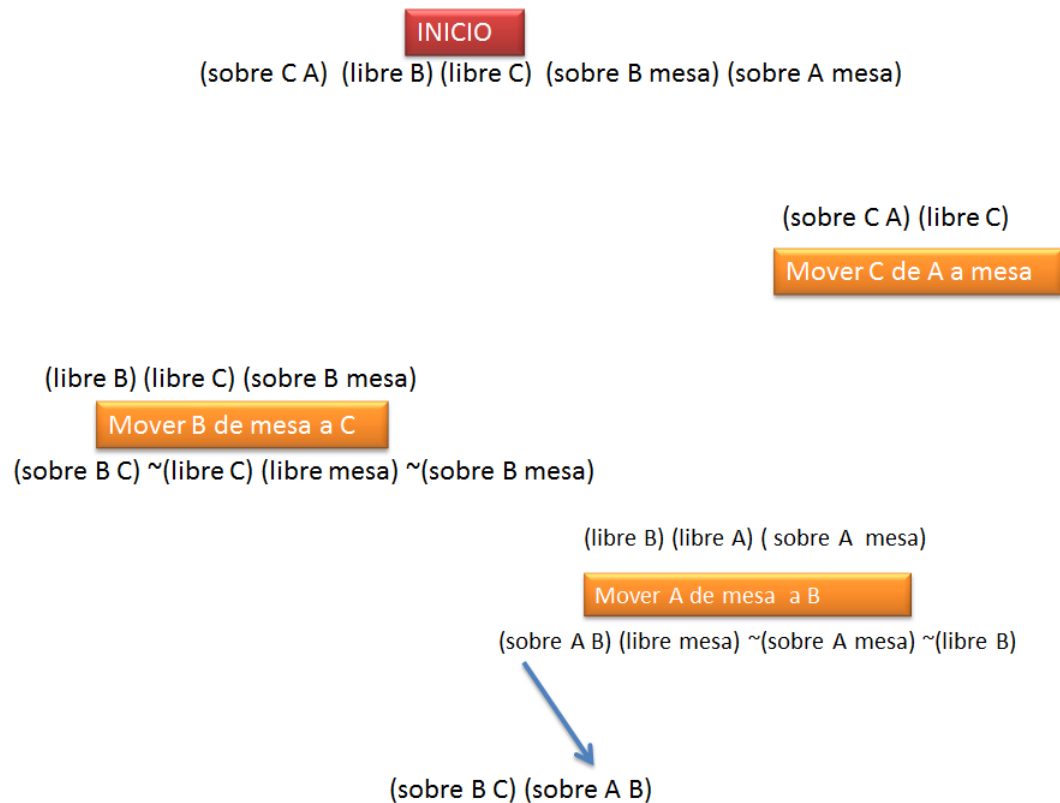 INICIO
(sobre C A) (libre B) (libre C) (sobre B mesa) (sobre A mesa)
(sobre C A) (libre C)
Mover C de A a mesa
(libre B) (libre C) (sobre B mesa)
Mover B de mesa a C
(sobre B C) ~(libre C) (libre mesa) ~(sobre B mesa)
(libre B) (libre A) ( sobre A mesa)
Mover A de mesa a B
(sobre A B) (libre mesa) ~(sobre A mesa) ~(libre B)
(sobre B C) (sobre A B)